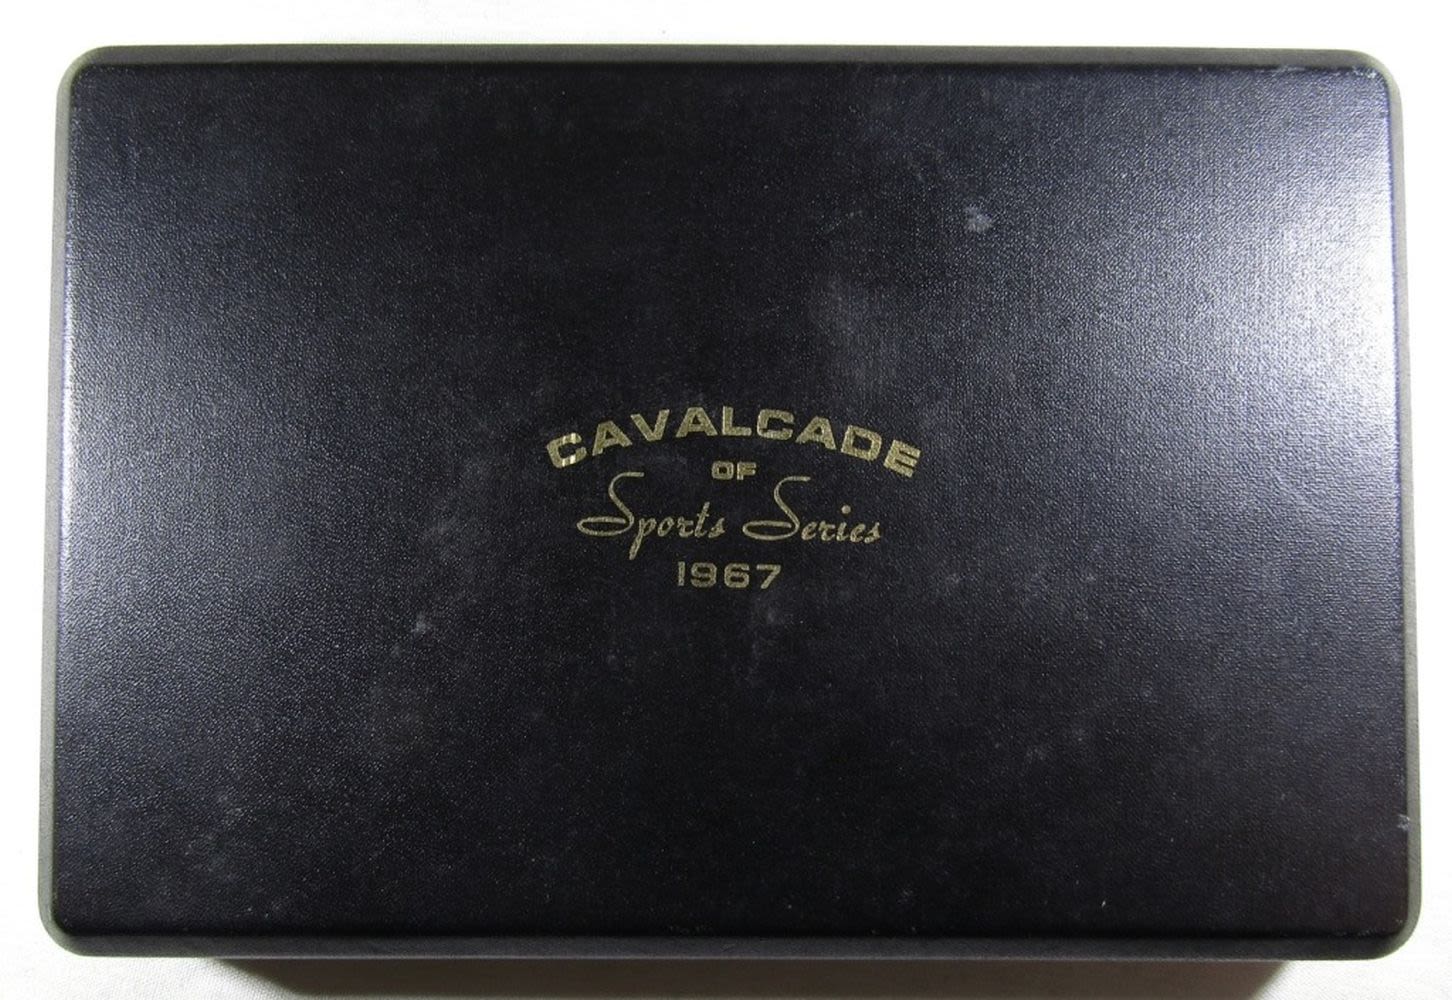 CAVALCADE
OF
Sports Series
1967